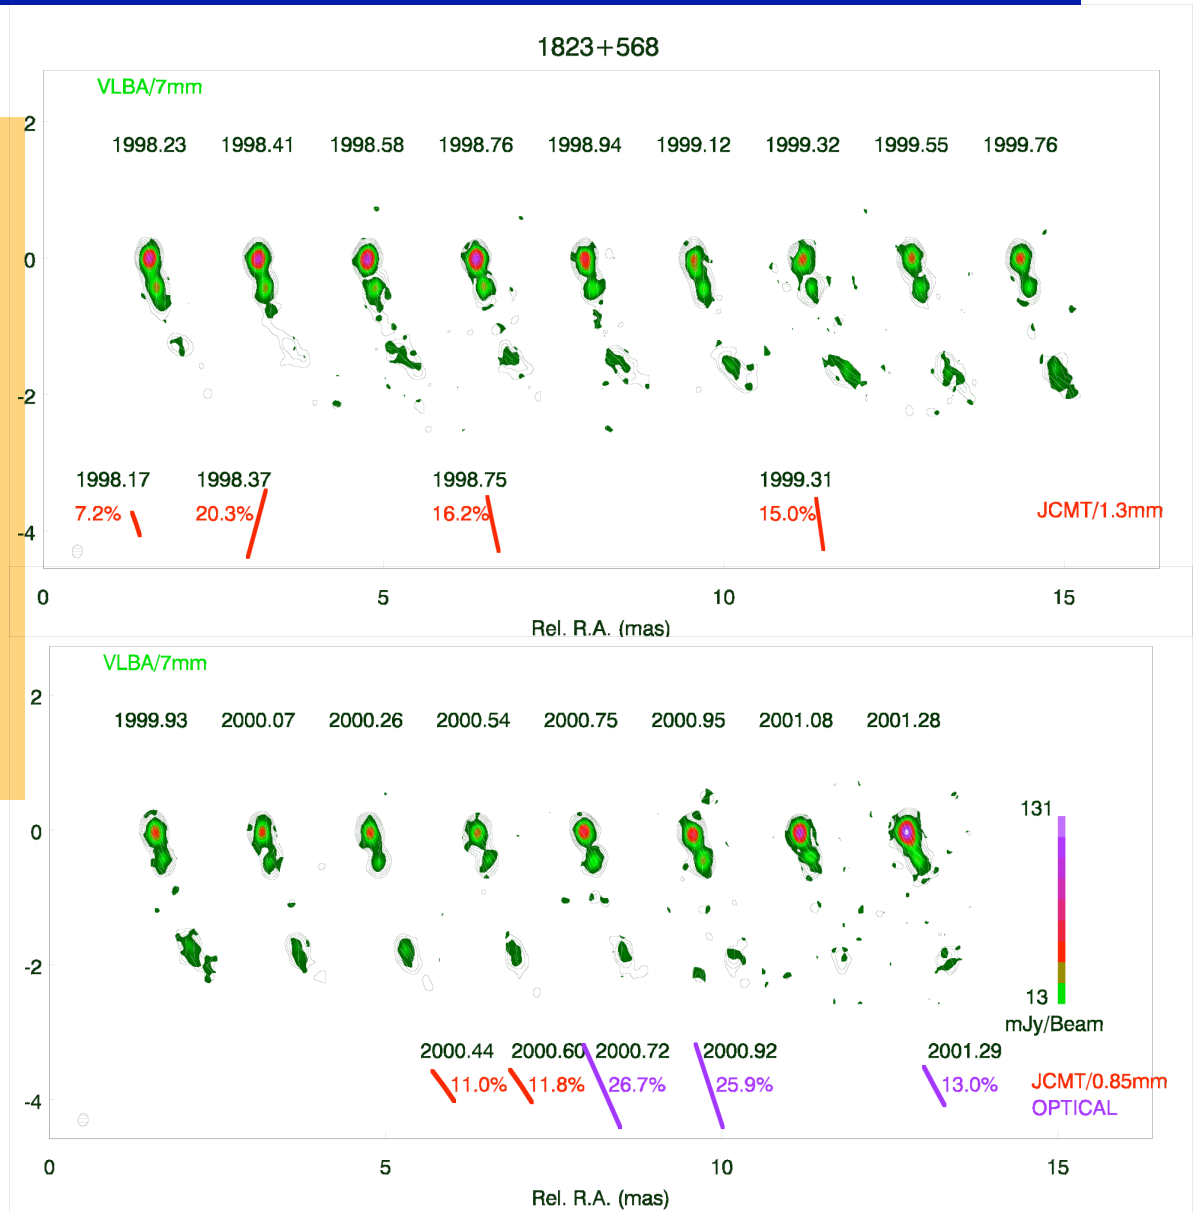 1823+568
VLBA/7mm
2
1998.23 1998.41 1998.58 1998.76 1998.94 1999.12 1999.32 1999.55 1999.76
0
-2
1998.17 1998.37 1998.75 1999.31
7.2% 20.3% 16.2% 15.0% JCMT/1.3mm
-4
0 5 10 15
Rel. R.A. (mas)
VLBA/7mm
2
1999.93 2000.07 2000.26 2000.54 2000.75 2000.95 2001.08 2001.28
131
0
-2
13
mJy/Beam
2000.44 2000.60 2000.72 2000.92 2001.29
11.0% 11.8% 26.7% 25.9% 13.0% JCMT/0.85mm
-4 OPTICAL
0 5 10 15
Rel. R.A. (mas)